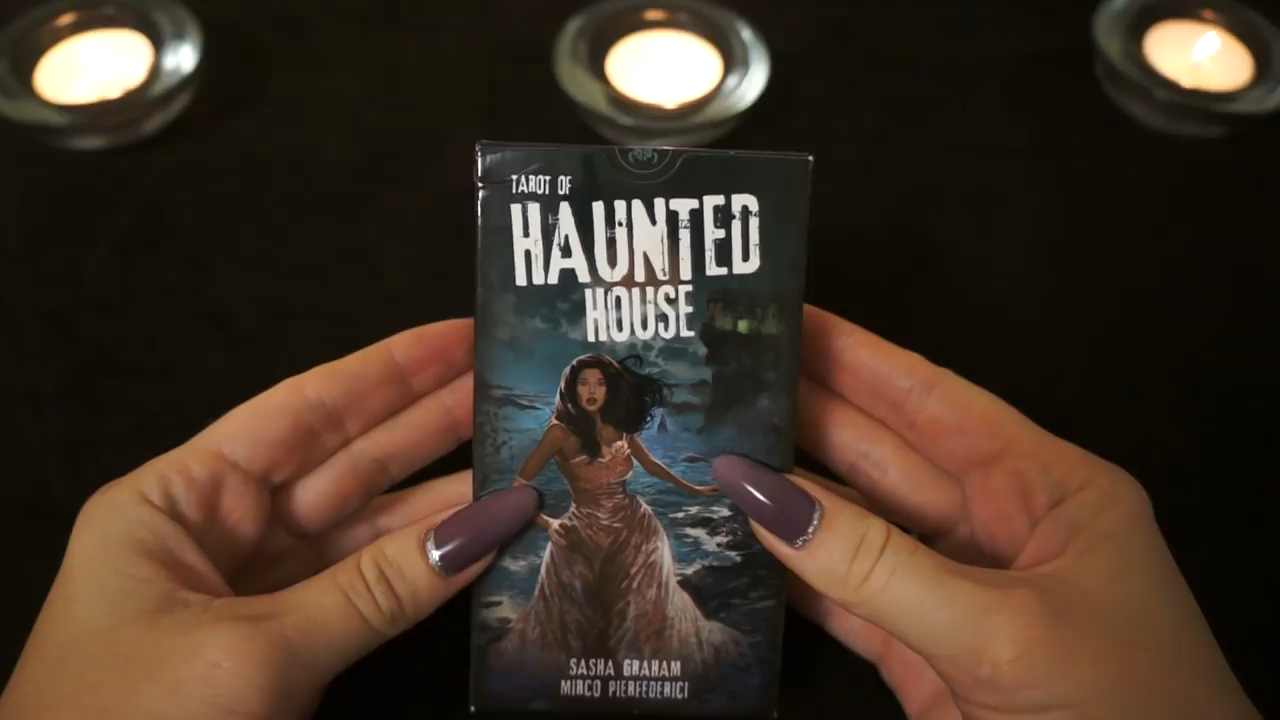 TAROT OF
HAUNTED
HOUSE
SASHA GRAHAM
MIRCO PIERFEDERICI